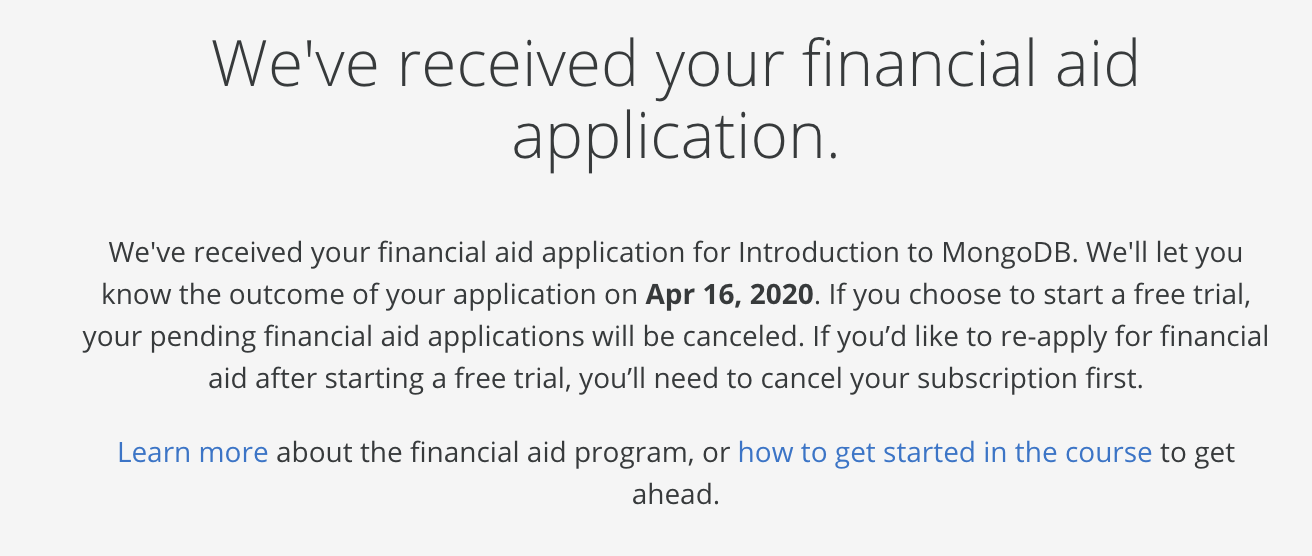 We've received your financial aid
application.
We've received your financial aid application for Introduction to MongoDB. We'll let you
know the outcome of your application on Apr 16, 2020. If you choose to start a free trial,
your pending financial aid applications will be canceled. If you’d like to re-apply for financial
aid after starting a free trial, you’ll need to cancel your subscription first.
Learn more about the financial aid program, or how to get started in the course to get
ahead.